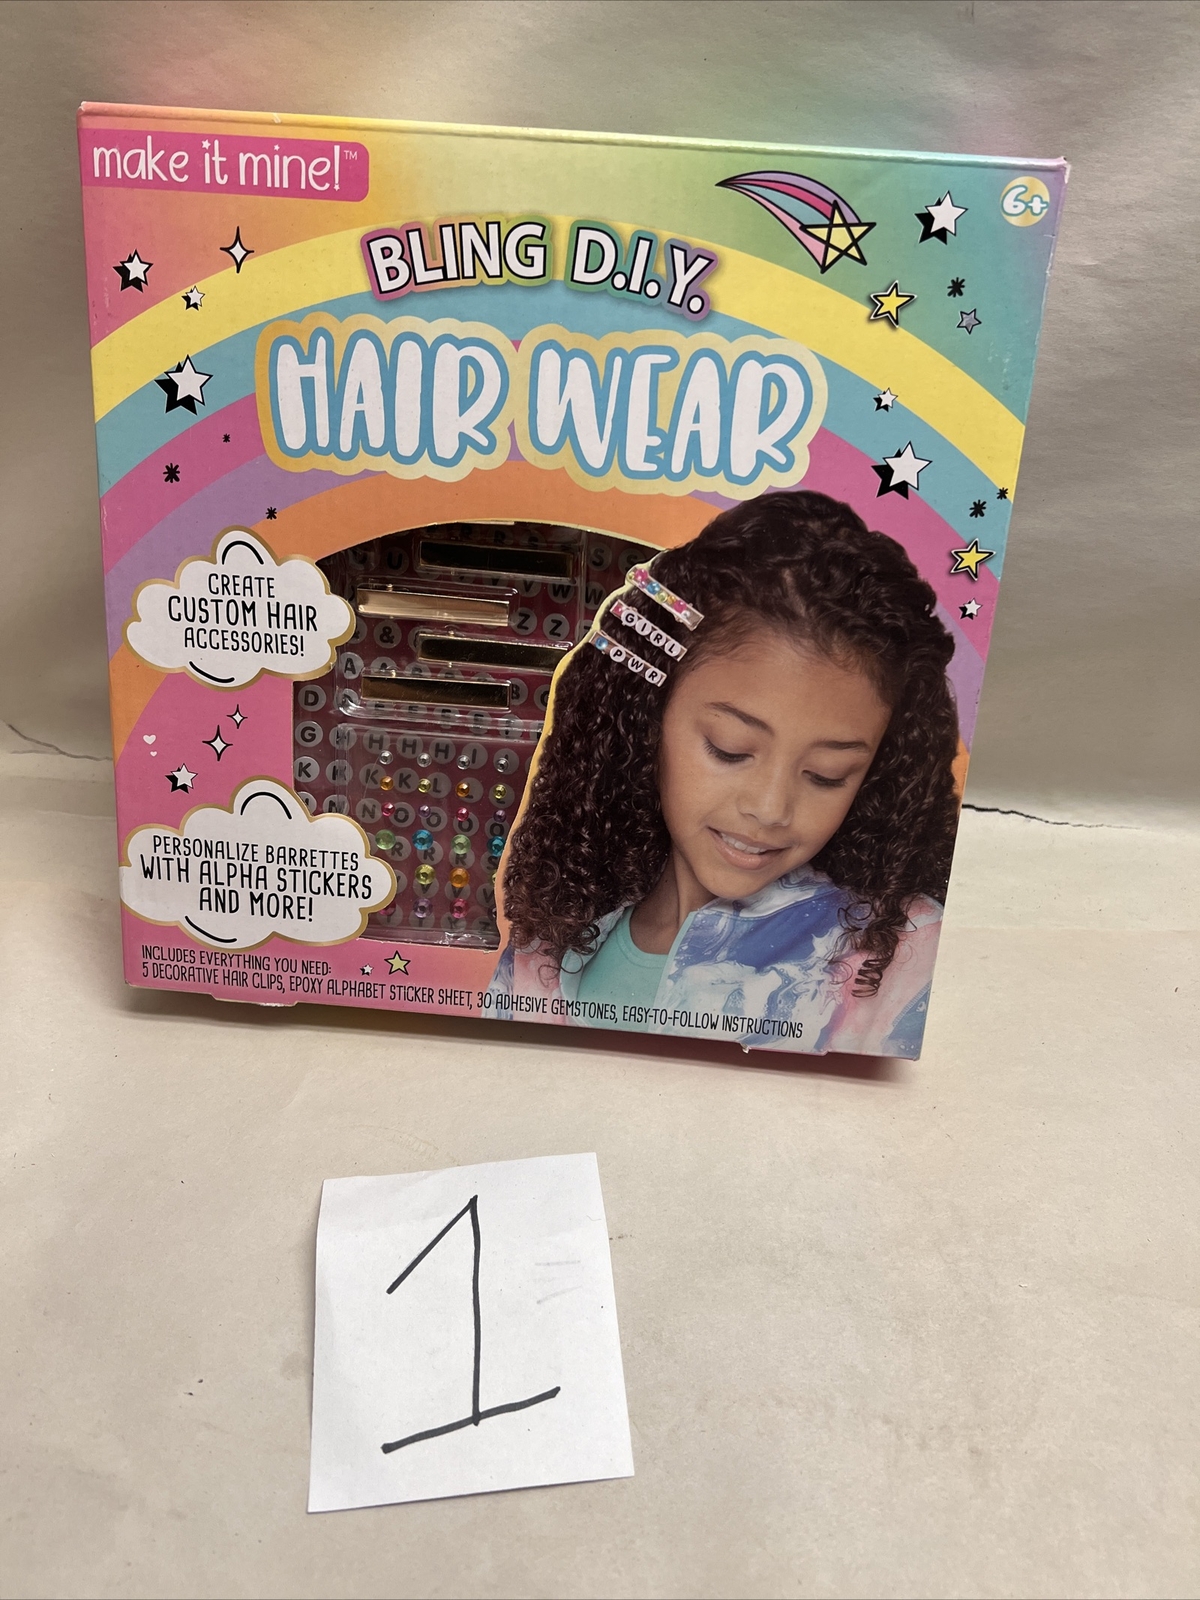 make it mine!™
6+
BLING D.I.Y.
HAIR WEAR
CREATE
CUSTOM HAIR
ACCESSORIES!
GIRL
PWR
PERSONALIZE BARRETTES
WITH ALPHA STICKERS
AND MORE!
INCLUDES EVERYTHING YOU NEED:
5 DECORATIVE HAIR CLIPS, EPOXY ALPHABET STICKER SHEET, 30 ADHESIVE GEMSTONES, EASY-TO-FOLLOW INSTRUCTIONS
1